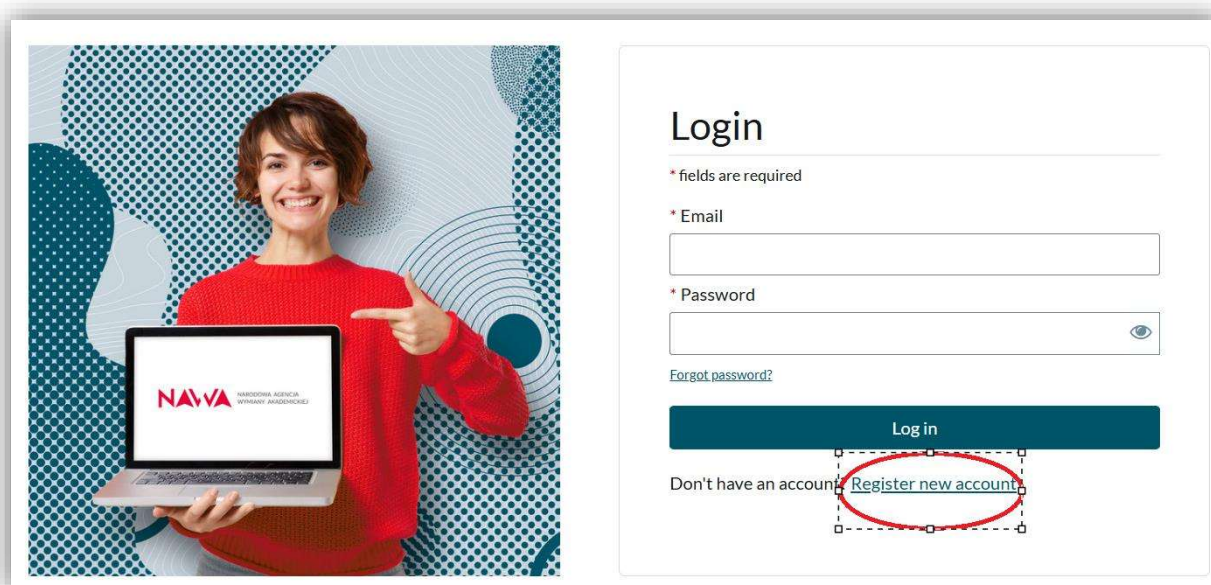 NAWA NARODOWA AGENCJA
WYMIANY AKADEMICKIEJ
Login
* fields are required
* Email
* Password
Forgot password?
Log in
Don't have an account? Register new account